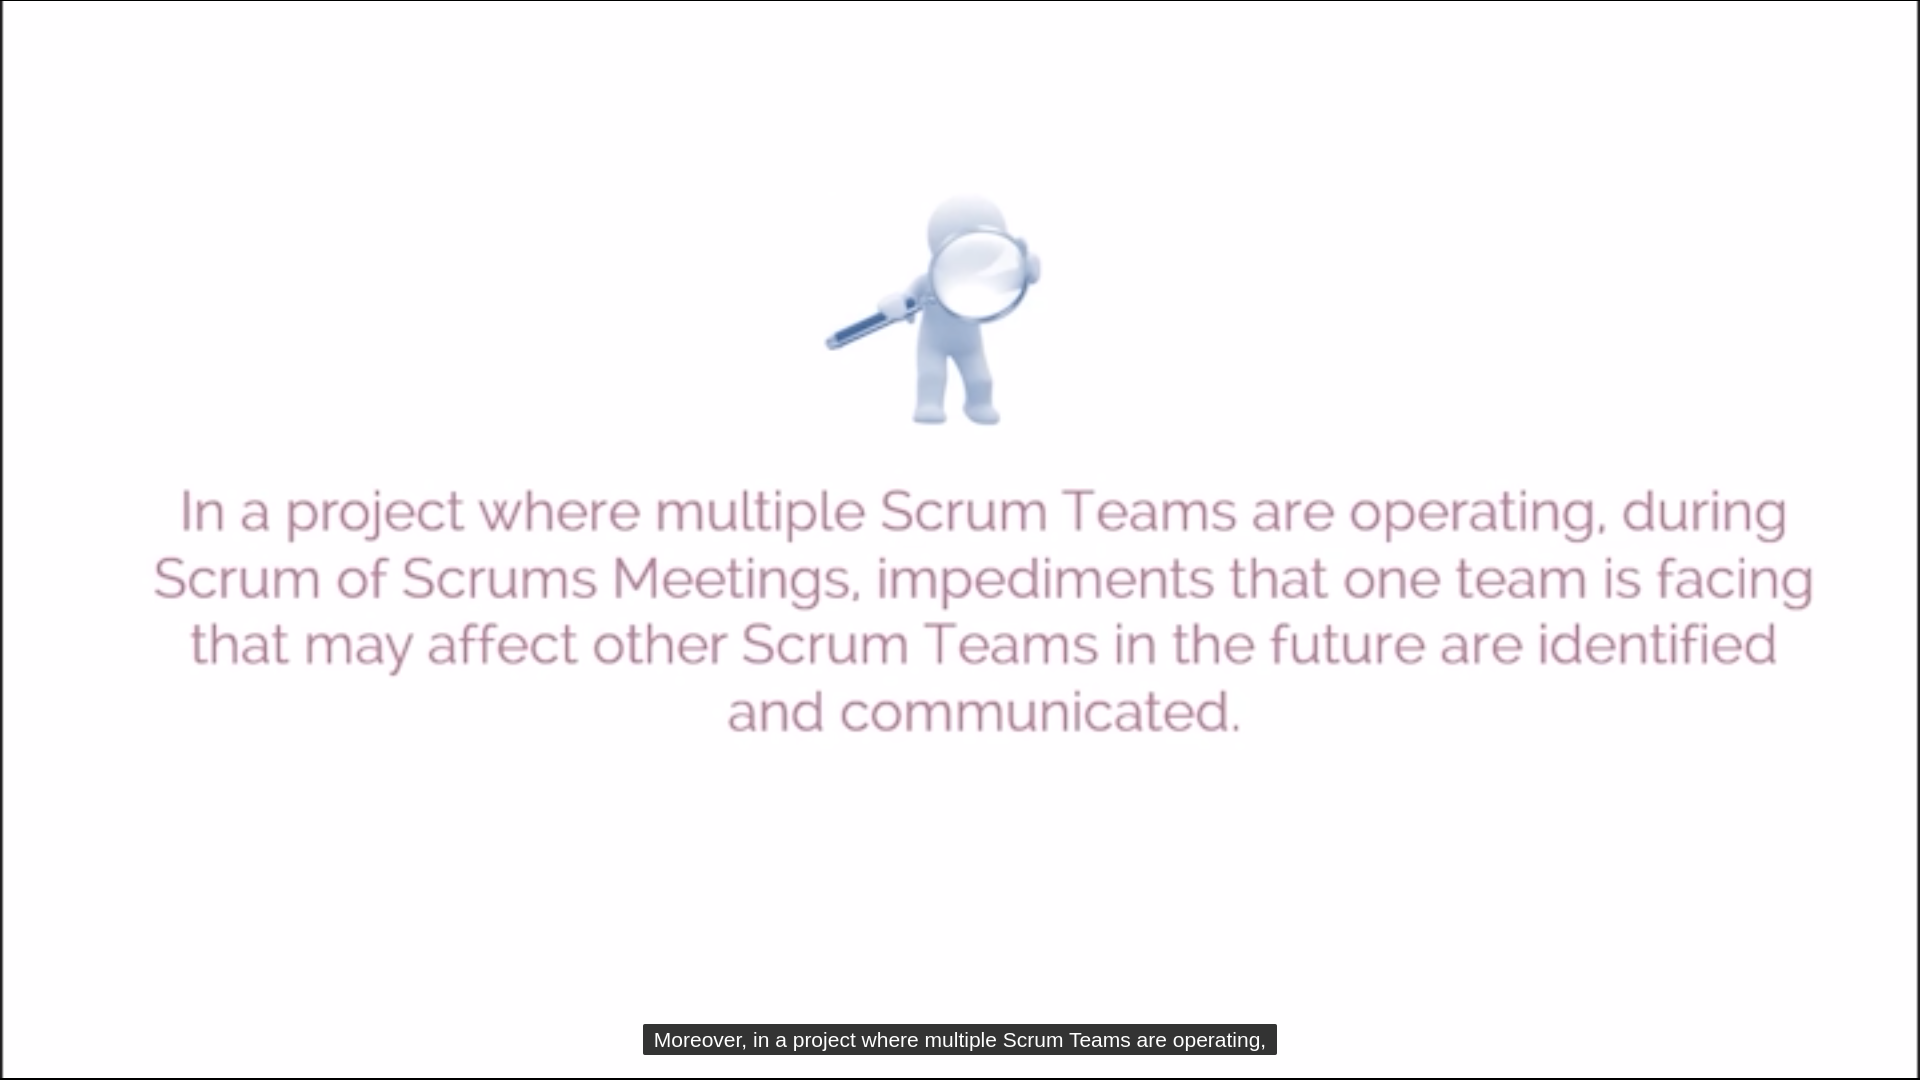 In a project where multiple Scrum Teams are operating, during
Scrum of Scrums Meetings, impediments that one team is facing
that may affect other Scrum Teams in the future are identified
and communicated.
Moreover, in a project where multiple Scrum Teams are operating,